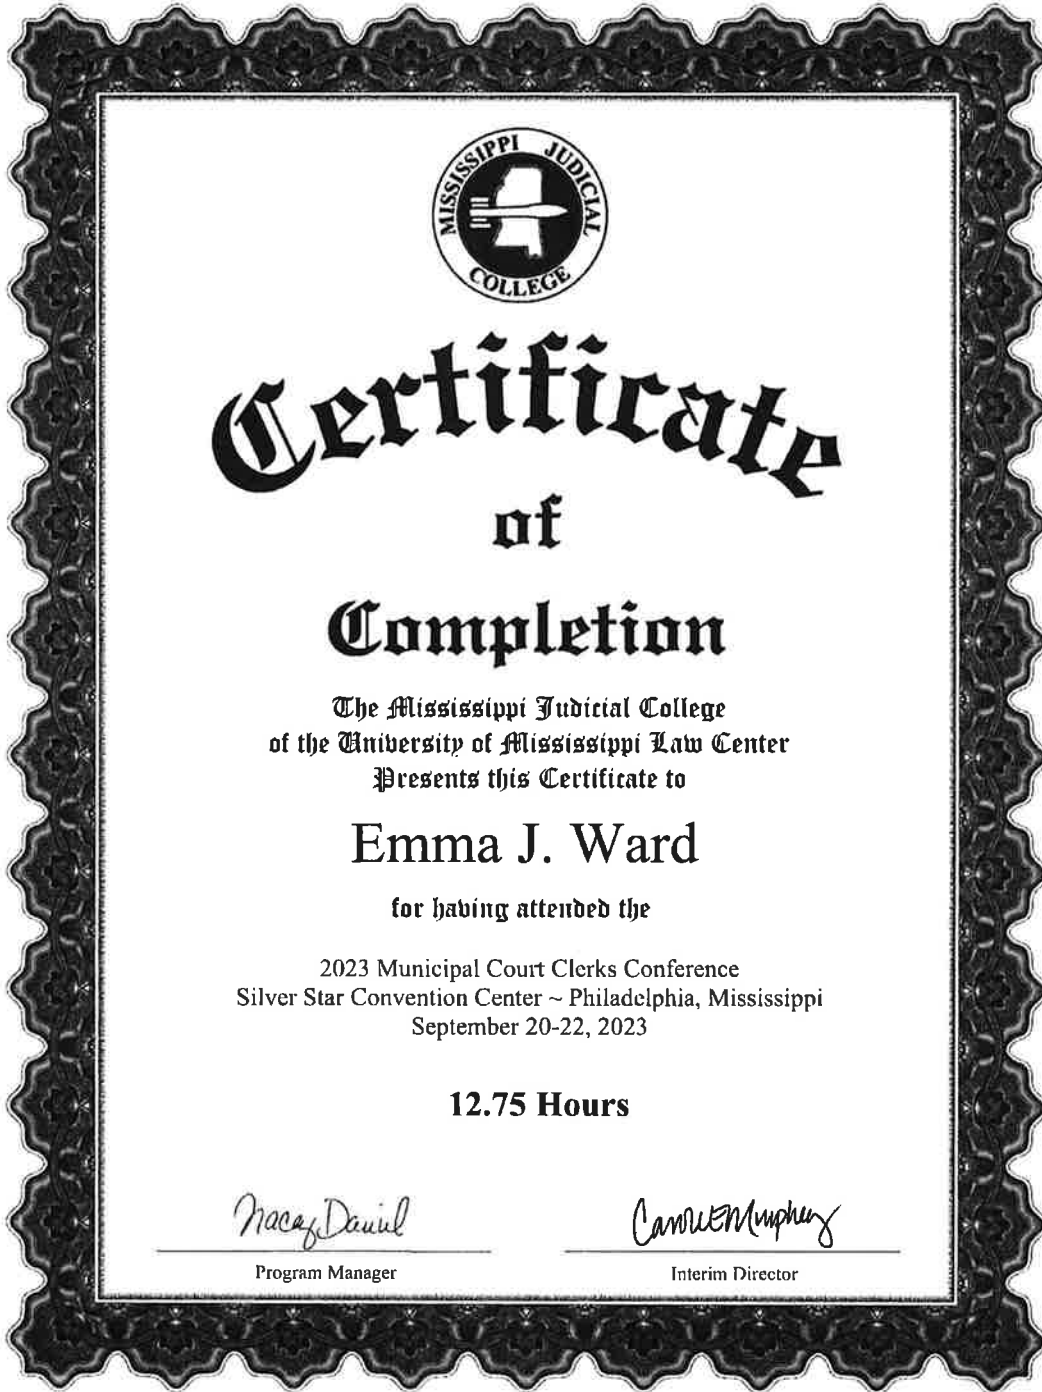 MISSISSIPPI JUDICIAL
COLLEGE
Certificate
of
Completion
The Mississippi Judicial College
of the University of Mississippi Law Center
Presents this Certificate to
Emma J. Ward
for having attended the
2023 Municipal Court Clerks Conference
Silver Star Convention Center ~ Philadelphia, Mississippi
September 20-22, 2023
12.75 Hours
Daniel
Program Manager
Interim Director